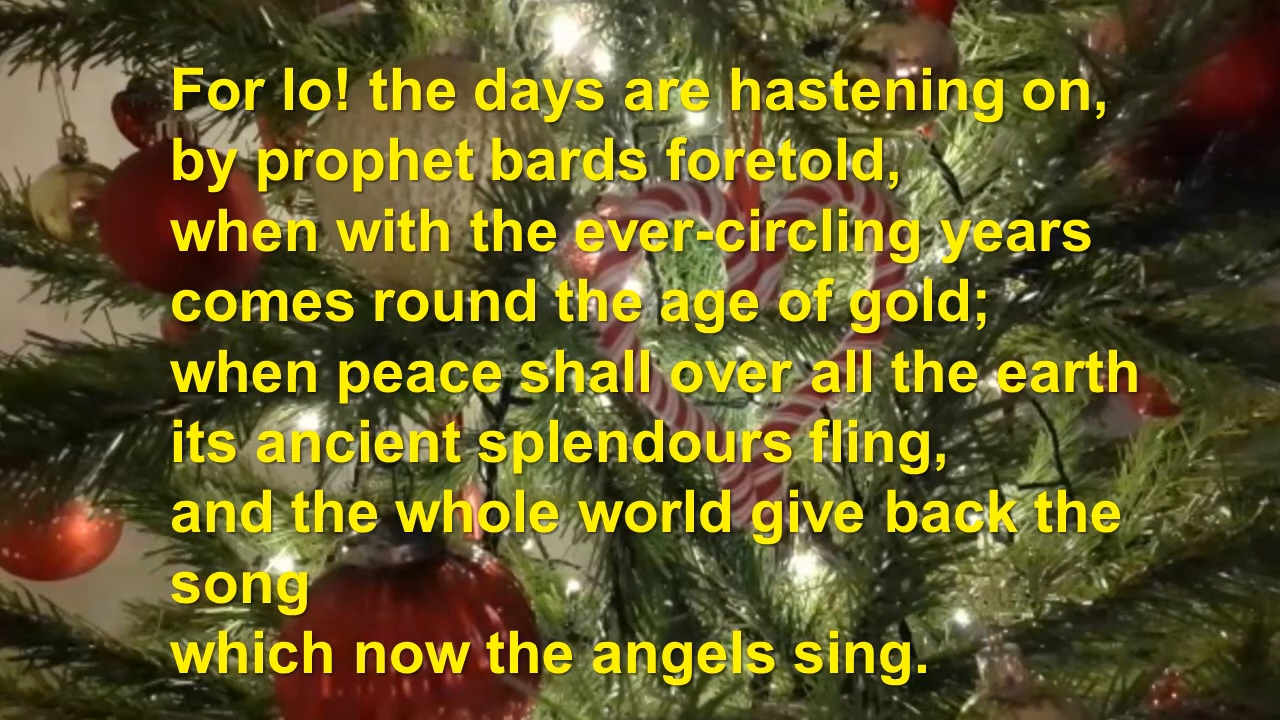 For lo! the days are hastening on,
by prophet bards foretold,
when with the ever-circling years
comes round the age of gold;
when peace shall over all the earth
its ancient splendours fling,
and the whole world give back the
song
which now the angels sing.